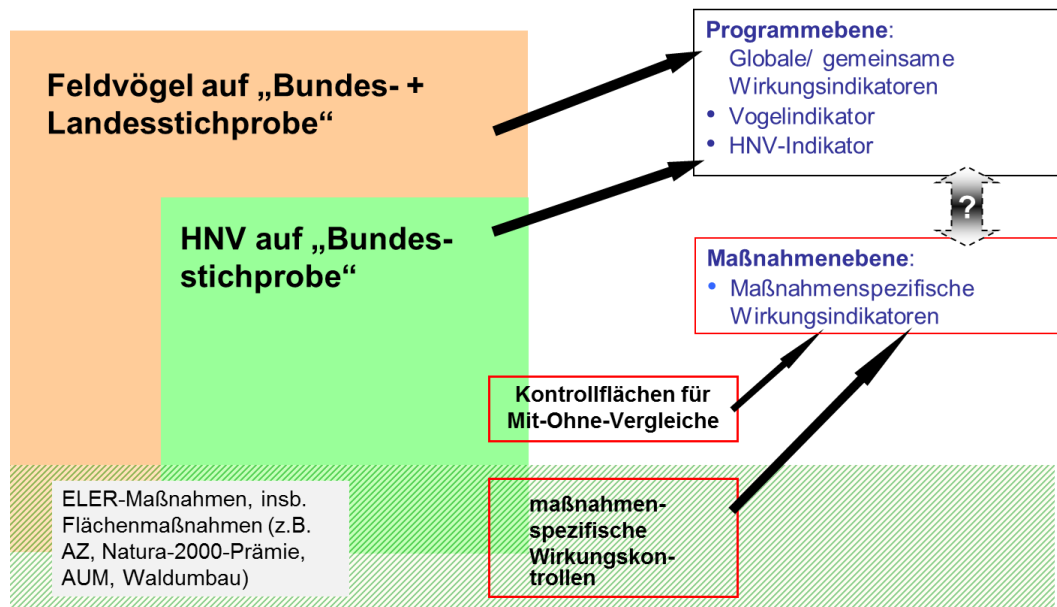 Feldvögel auf „Bundes- +
Landesstichprobe“
HNV auf „Bundes-
stichprobe“
ELER-Maßnahmen, insb.
Flächenmaßnahmen (z.B.
AZ, Natura-2000-Prämie,
AUM, Waldumbau)
Kontrollflächen für
Mit-Ohne-Vergleiche
maßnahmen-
spezifische
Wirkungskon-
trollen
Programmebene:
Globale/ gemeinsame
Wirkungsindikatoren
• Vogelindikator
• HNV-Indikator
?
Maßnahmenebene:
• Maßnahmenspezifische
Wirkungsindikatoren